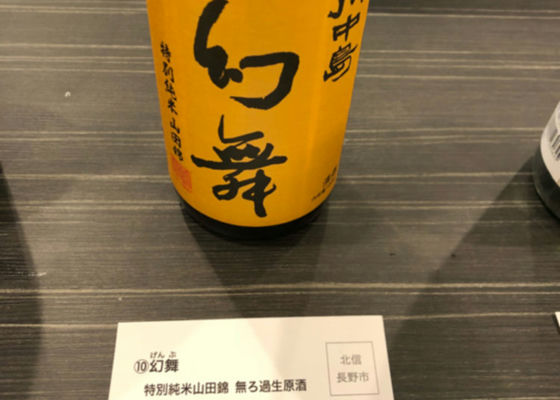 川中島
幻舞
特別純米 山田錦
げんぶ
⑩幻舞
特別純米山田錦 無ろ過生原酒
北信
長野市